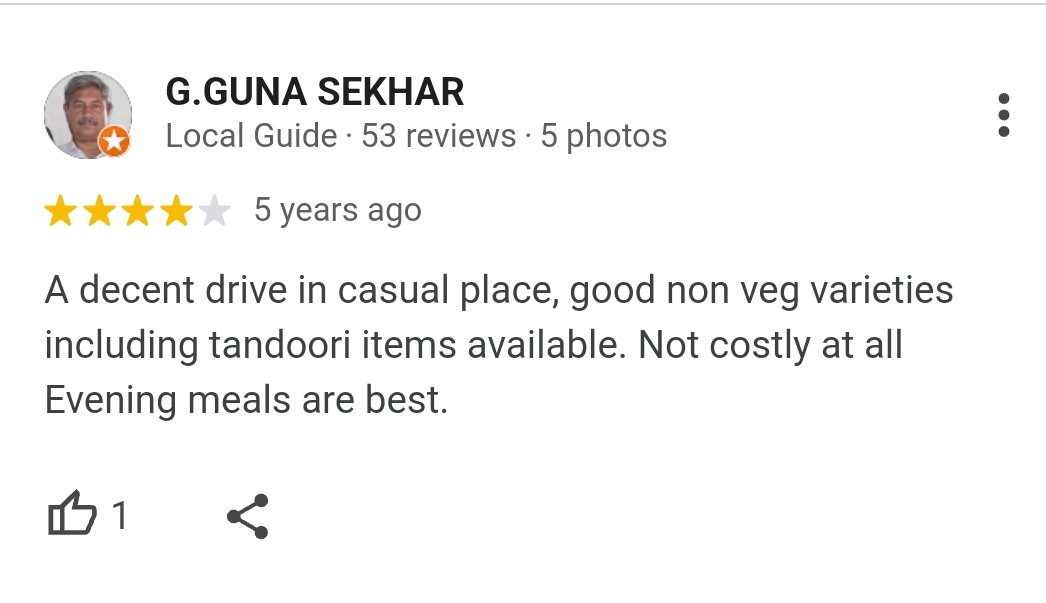 G.GUNA SEKHAR
Local Guide · 53 reviews · 5 photos
5 years ago
A decent drive in casual place, good non veg varieties
including tandoori items available. Not costly at all
Evening meals are best.
1